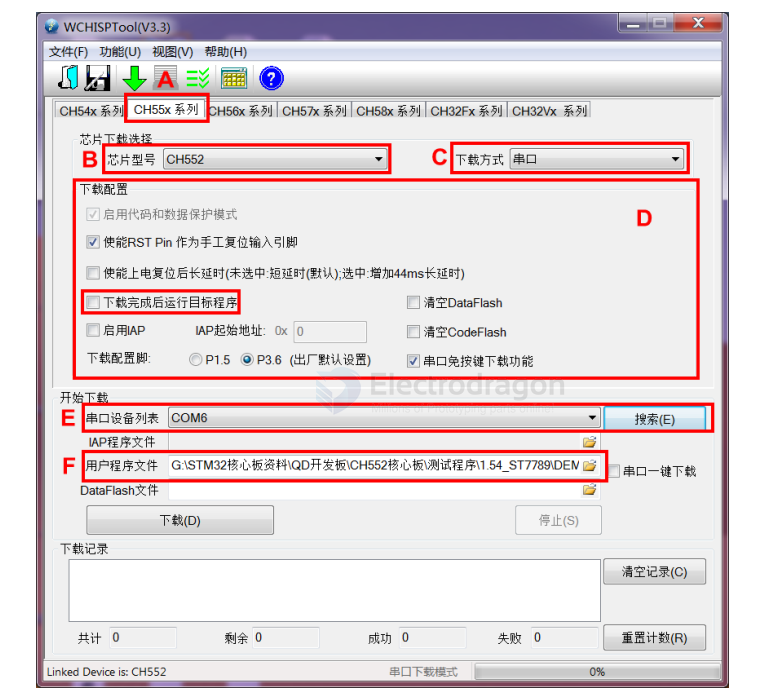 WCHISPTool(V3.3)
文件(F) 功能(U) 视图(V) 帮助(H)
A
CH54x 系列 CH55x 系列 CH56x 系列 CH57x 系列 CH58x 系列 CH32Fx 系列 CH32Vx 系列
芯片下载选择
B 芯片型号 CH552 C 下载方式 串口
下载配置
启用代码和数据保护模式 D
使能RST Pin 作为手工复位输入引脚
使能上电复位后长延时(未选中:短延时(默认);选中:增加44ms长延时)
下载完成后运行目标程序 清空DataFlash
启用IAP IAP起始地址: 0x 0 清空CodeFlash
下载配置脚: P1.5 P3.6 (出厂默认设置) 串口免按键下载功能
Electrodragon
开始下载
E 串口设备列表 COM6 搜索(E)
IAP程序文件
F 用户程序文件 G:\STM32核心板资料\QD开发板\CH552核心板\测试程序\1.54_ST7789\DEM 串口一键下载
DataFlash文件
下载(D) 停止(S)
下载记录
清空记录(C)
共计 0 剩余 0 成功 0 失败 0 重置计数(R)
Linked Device is: CH552 串口下载模式 0%